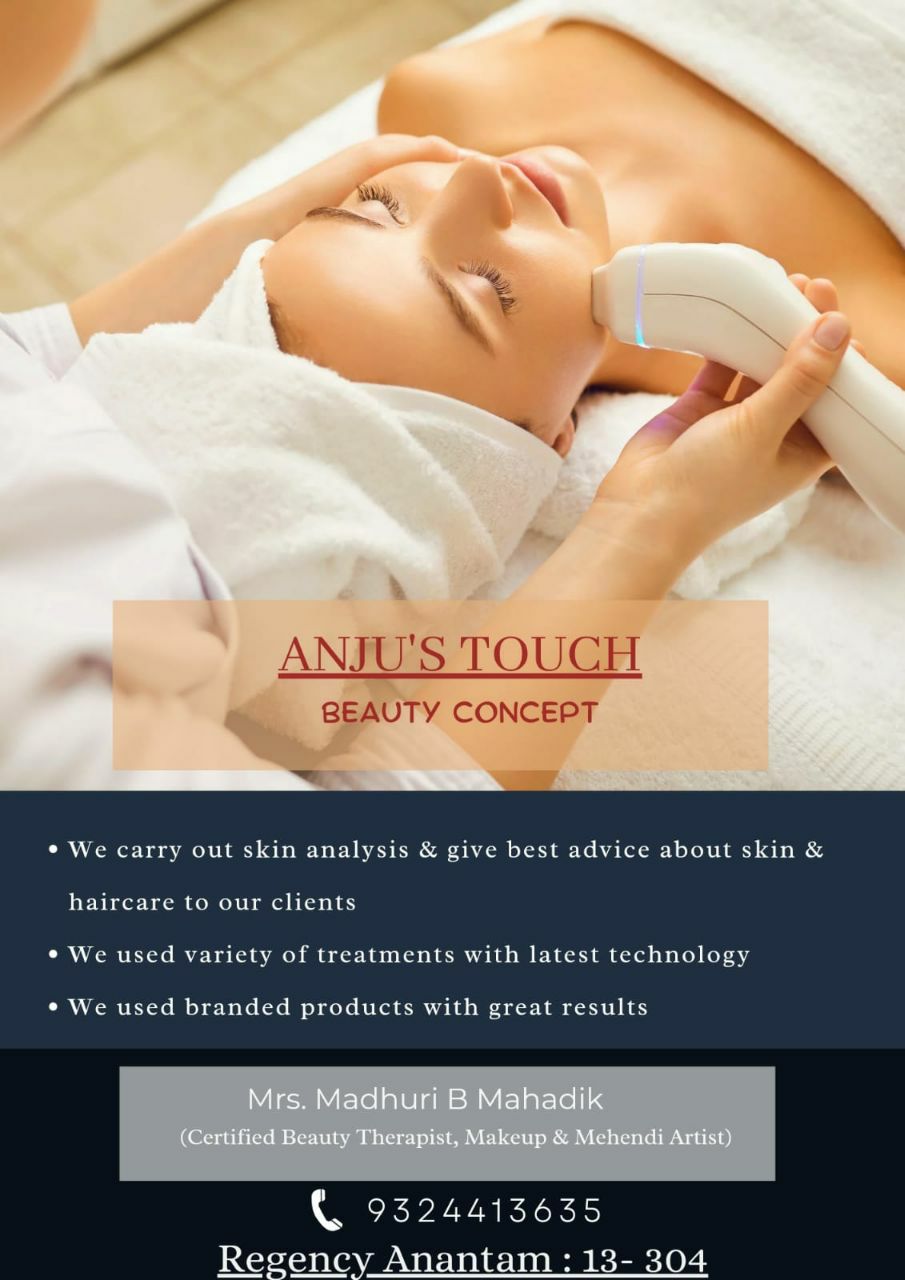 ANJU'S TOUCH
BEAUTY CONCEPT
• We carry out skin analysis & give best advice about skin &
haircare to our clients
• We used variety of treatments with latest technology
• We used branded products with great results
Mrs. Madhuri B Mahadik
(Certified Beauty Therapist, Makeup & Mehendi Artist)
9324413635
Regency Anantam : 13- 304